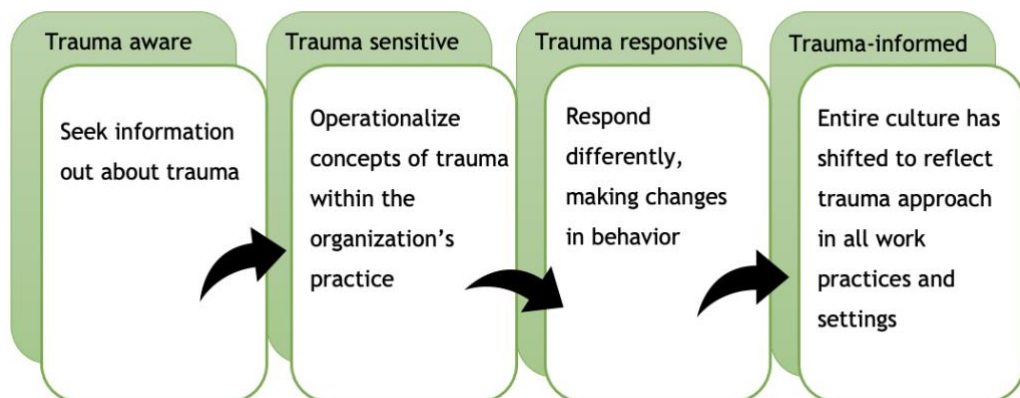 Trauma aware
Seek information
out about trauma
Trauma sensitive
Operationalize
concepts of trauma
within the
organization’s
practice
Trauma responsive
Respond
differently,
making changes
in behavior
Trauma-informed
Entire culture has
shifted to reflect
trauma approach
in all work
practices and
settings